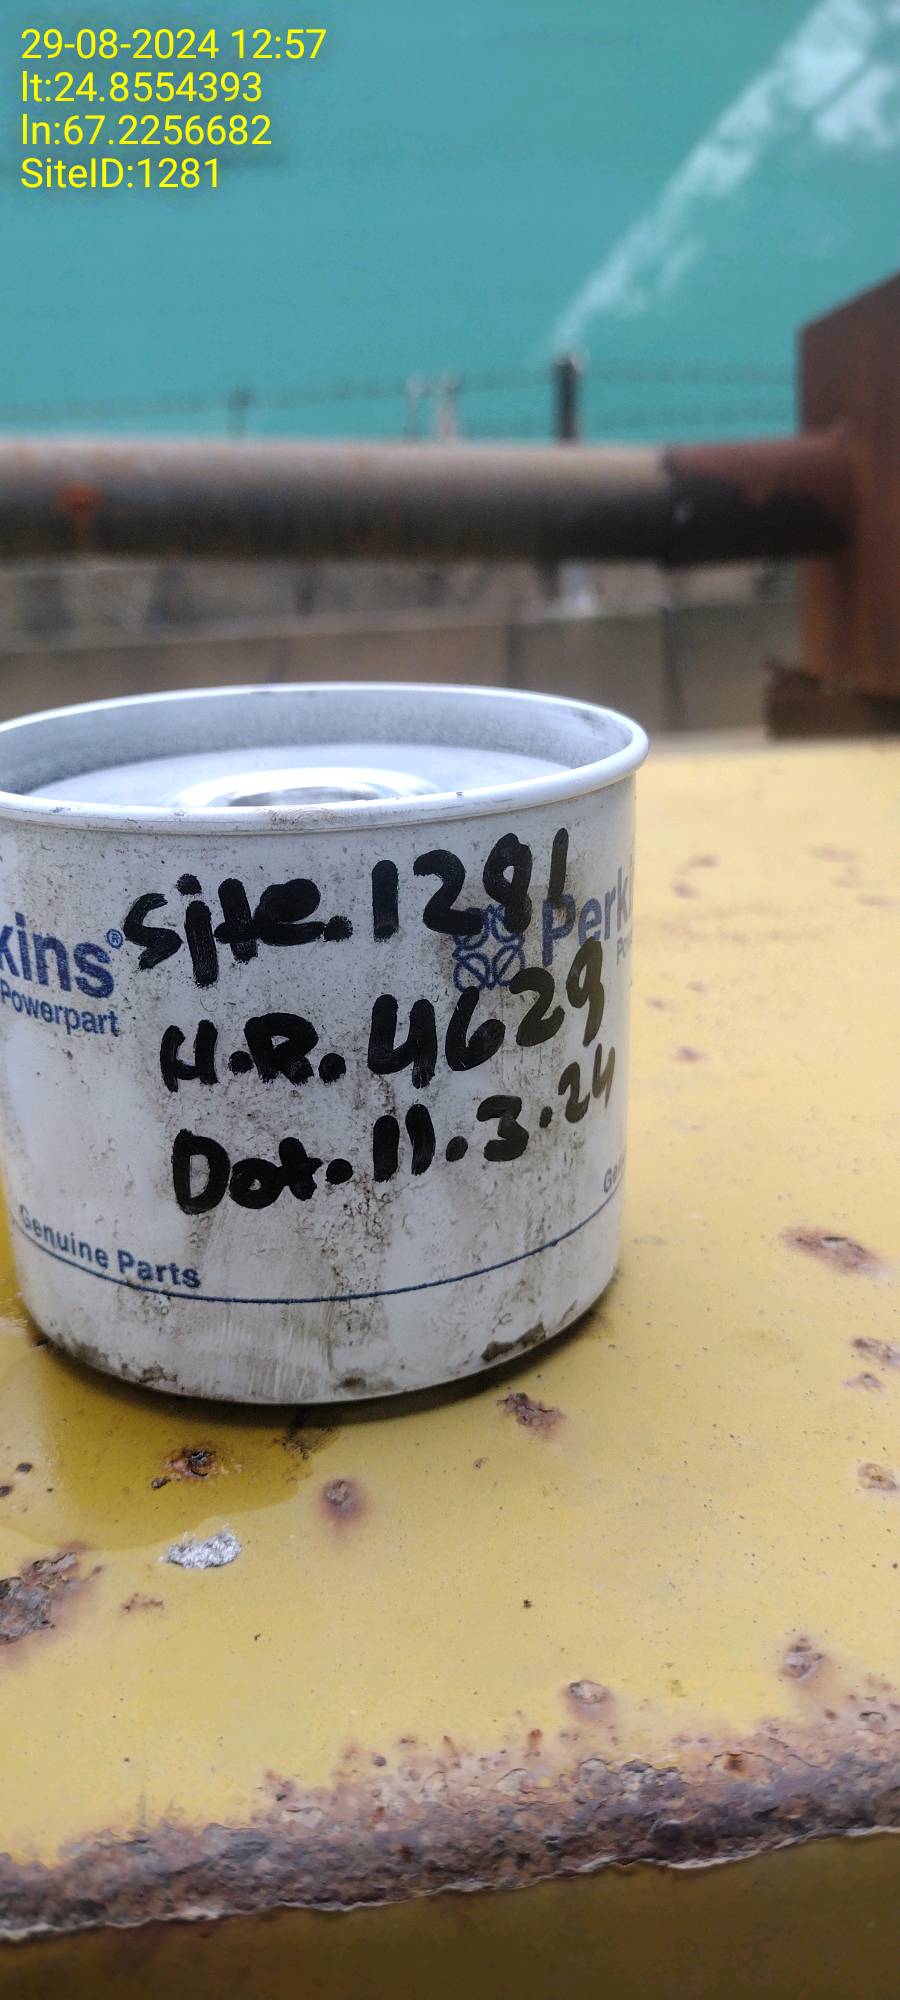 29-08-2024 12:57
lt:24.8554393
ln:67.2256682
SiteID:1281
Site. 1281
H.R. 4629
Dat. 11.3.24
kins®
Powerpart
Perki
Genuine Parts